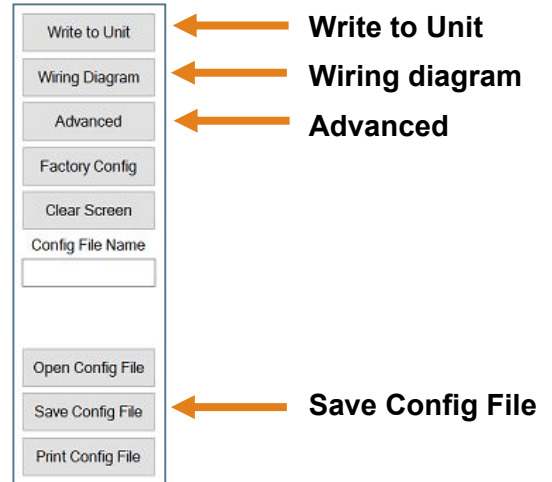 Write to Unit Write to Unit
Wiring Diagram Wiring diagram
Advanced Advanced
Factory Config
Clear Screen
Config File Name
Open Config File
Save Config File Save Config File
Print Config File